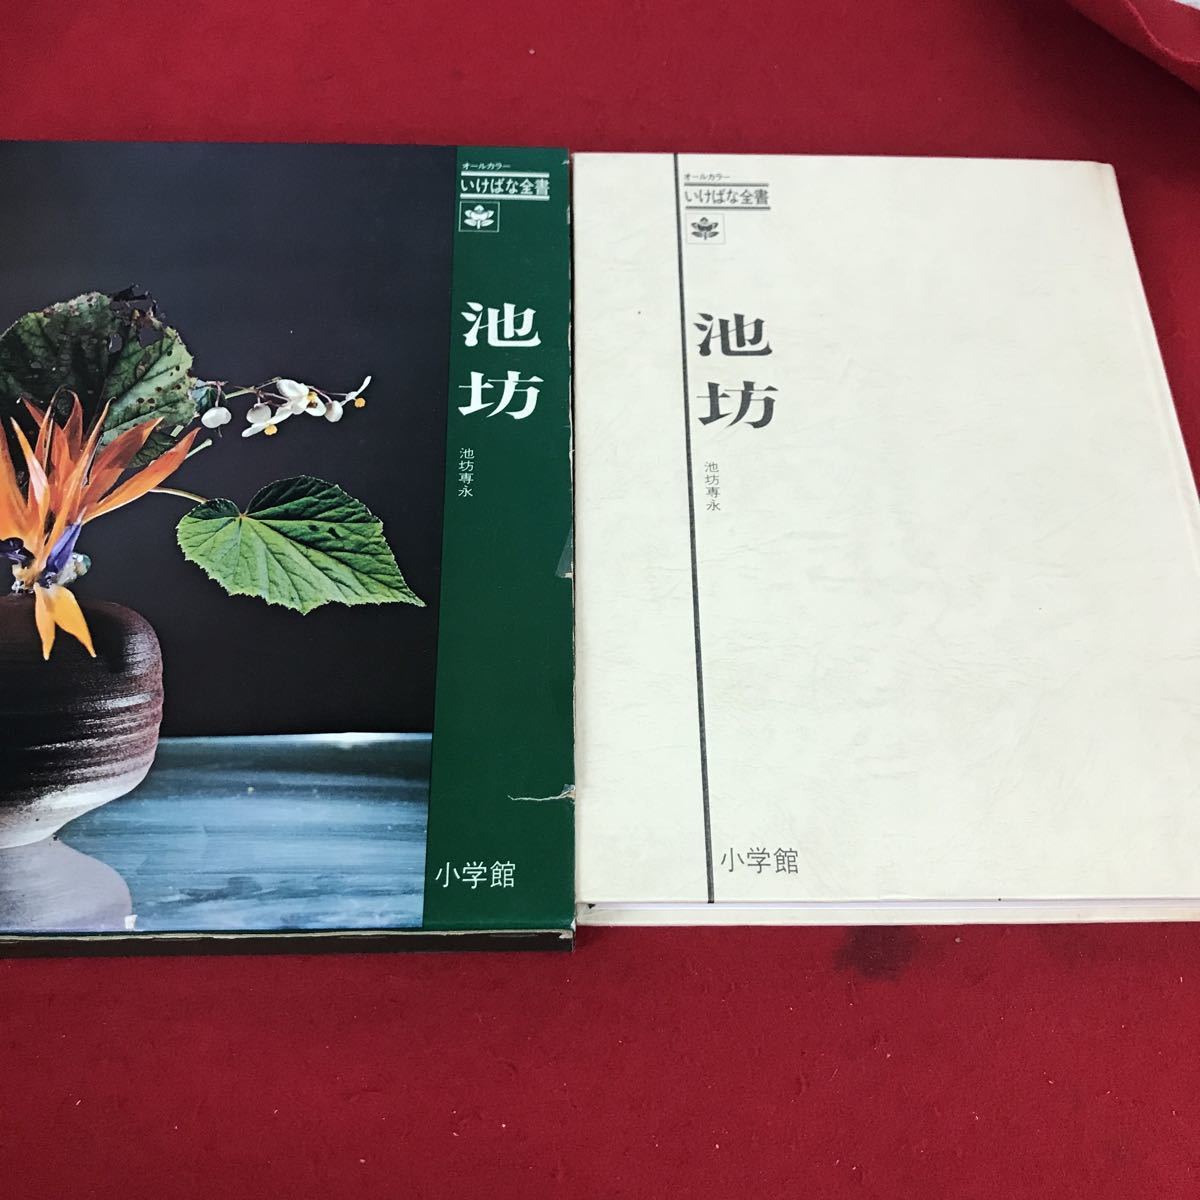 オールカラー
いけばな全書
池坊
池坊専永
小学館
オールカラー
いけばな全書
池坊
池坊専永
小学館